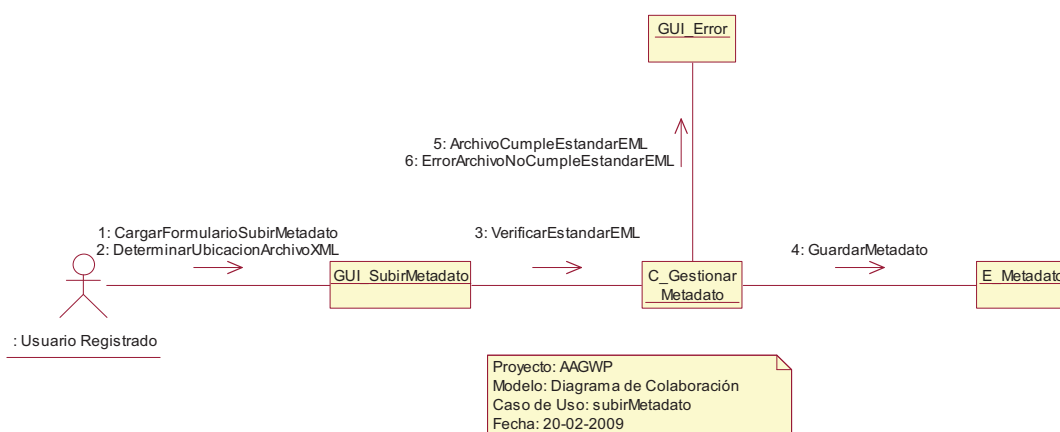 GUI_Error
5: ArchivoCumpleEstandarEML
6: ErrorArchivoNoCumpleEstandarEML
1: CargarFormularioSubirMetadato
2: DeterminarUbicacionArchivoXML
3: VerificarEstandarEML
4: GuardarMetadato
GUI_SubirMetadato
C_Gestionar
Metadato
E_Metadato
: Usuario Registrado
Proyecto: AAGWP
Modelo: Diagrama de Colaboración
Caso de Uso: subirMetadato
Fecha: 20-02-2009